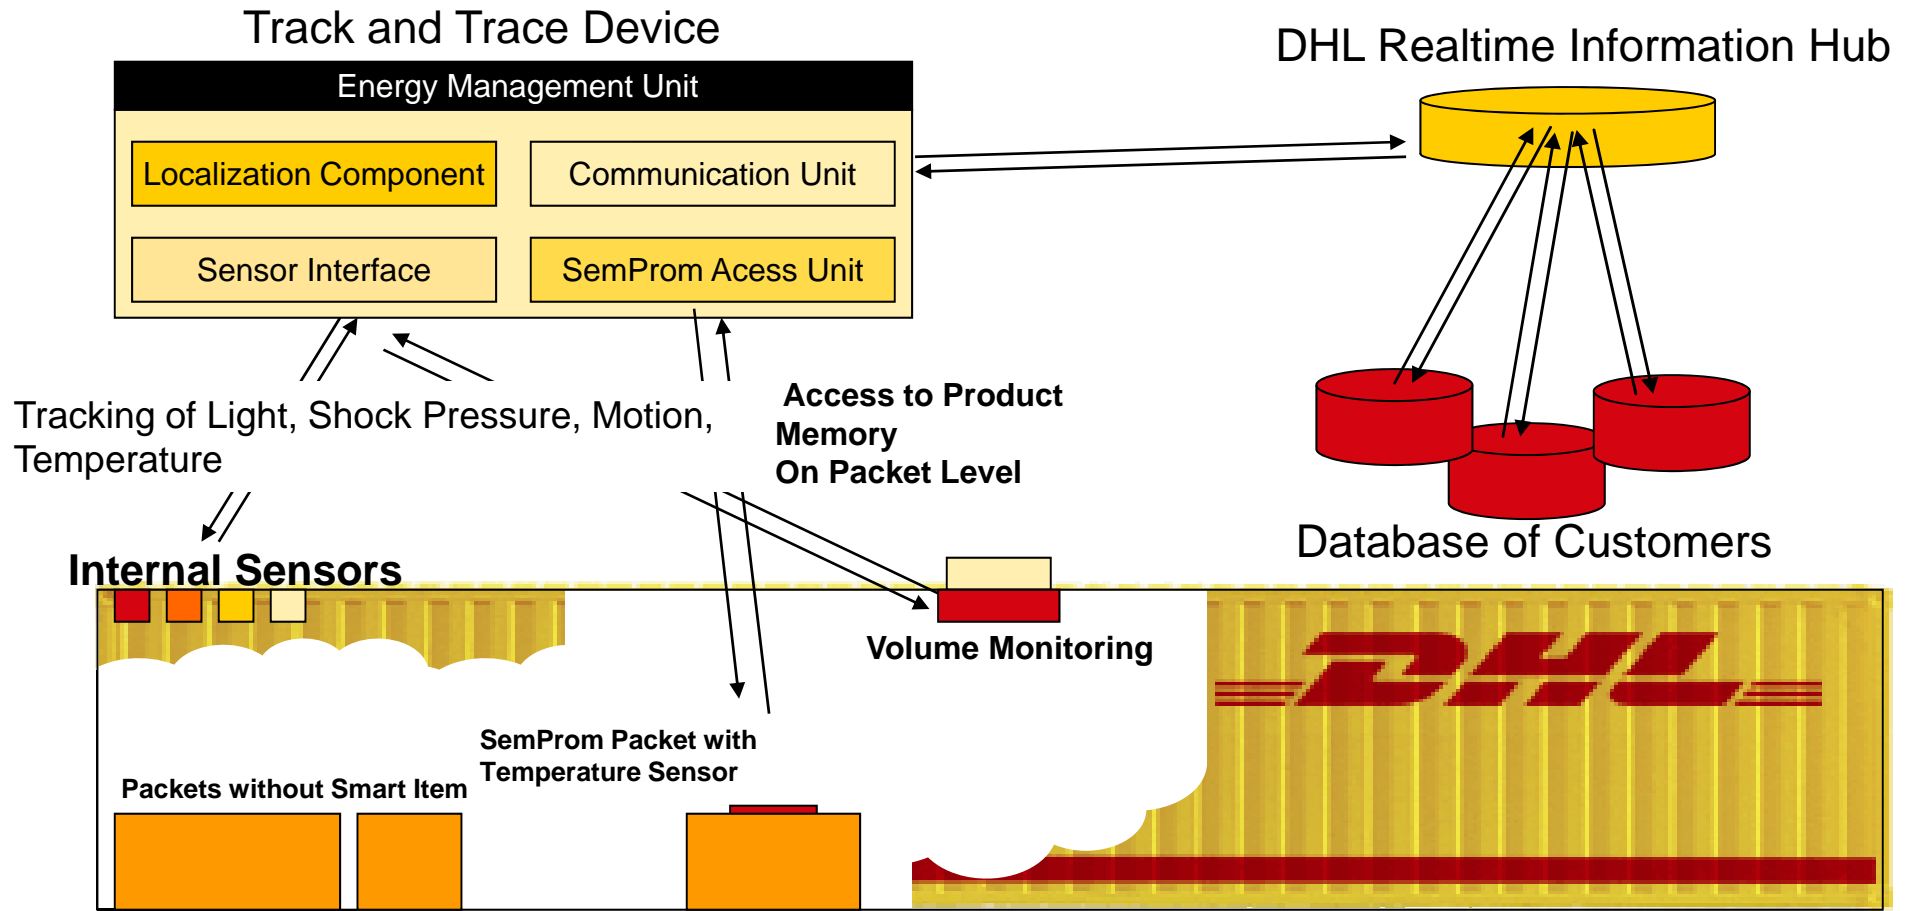 Track and Trace Device
DHL Realtime Information Hub
Energy Management Unit
Localization Component
Communication Unit
Sensor Interface
SemProm Acess Unit
Tracking of Light, Shock Pressure, Motion,
Temperature
Access to Product
Memory
On Packet Level
Database of Customers
Internal Sensors
Volume Monitoring
DHL
SemProm Packet with
Temperature Sensor
Packets without Smart Item